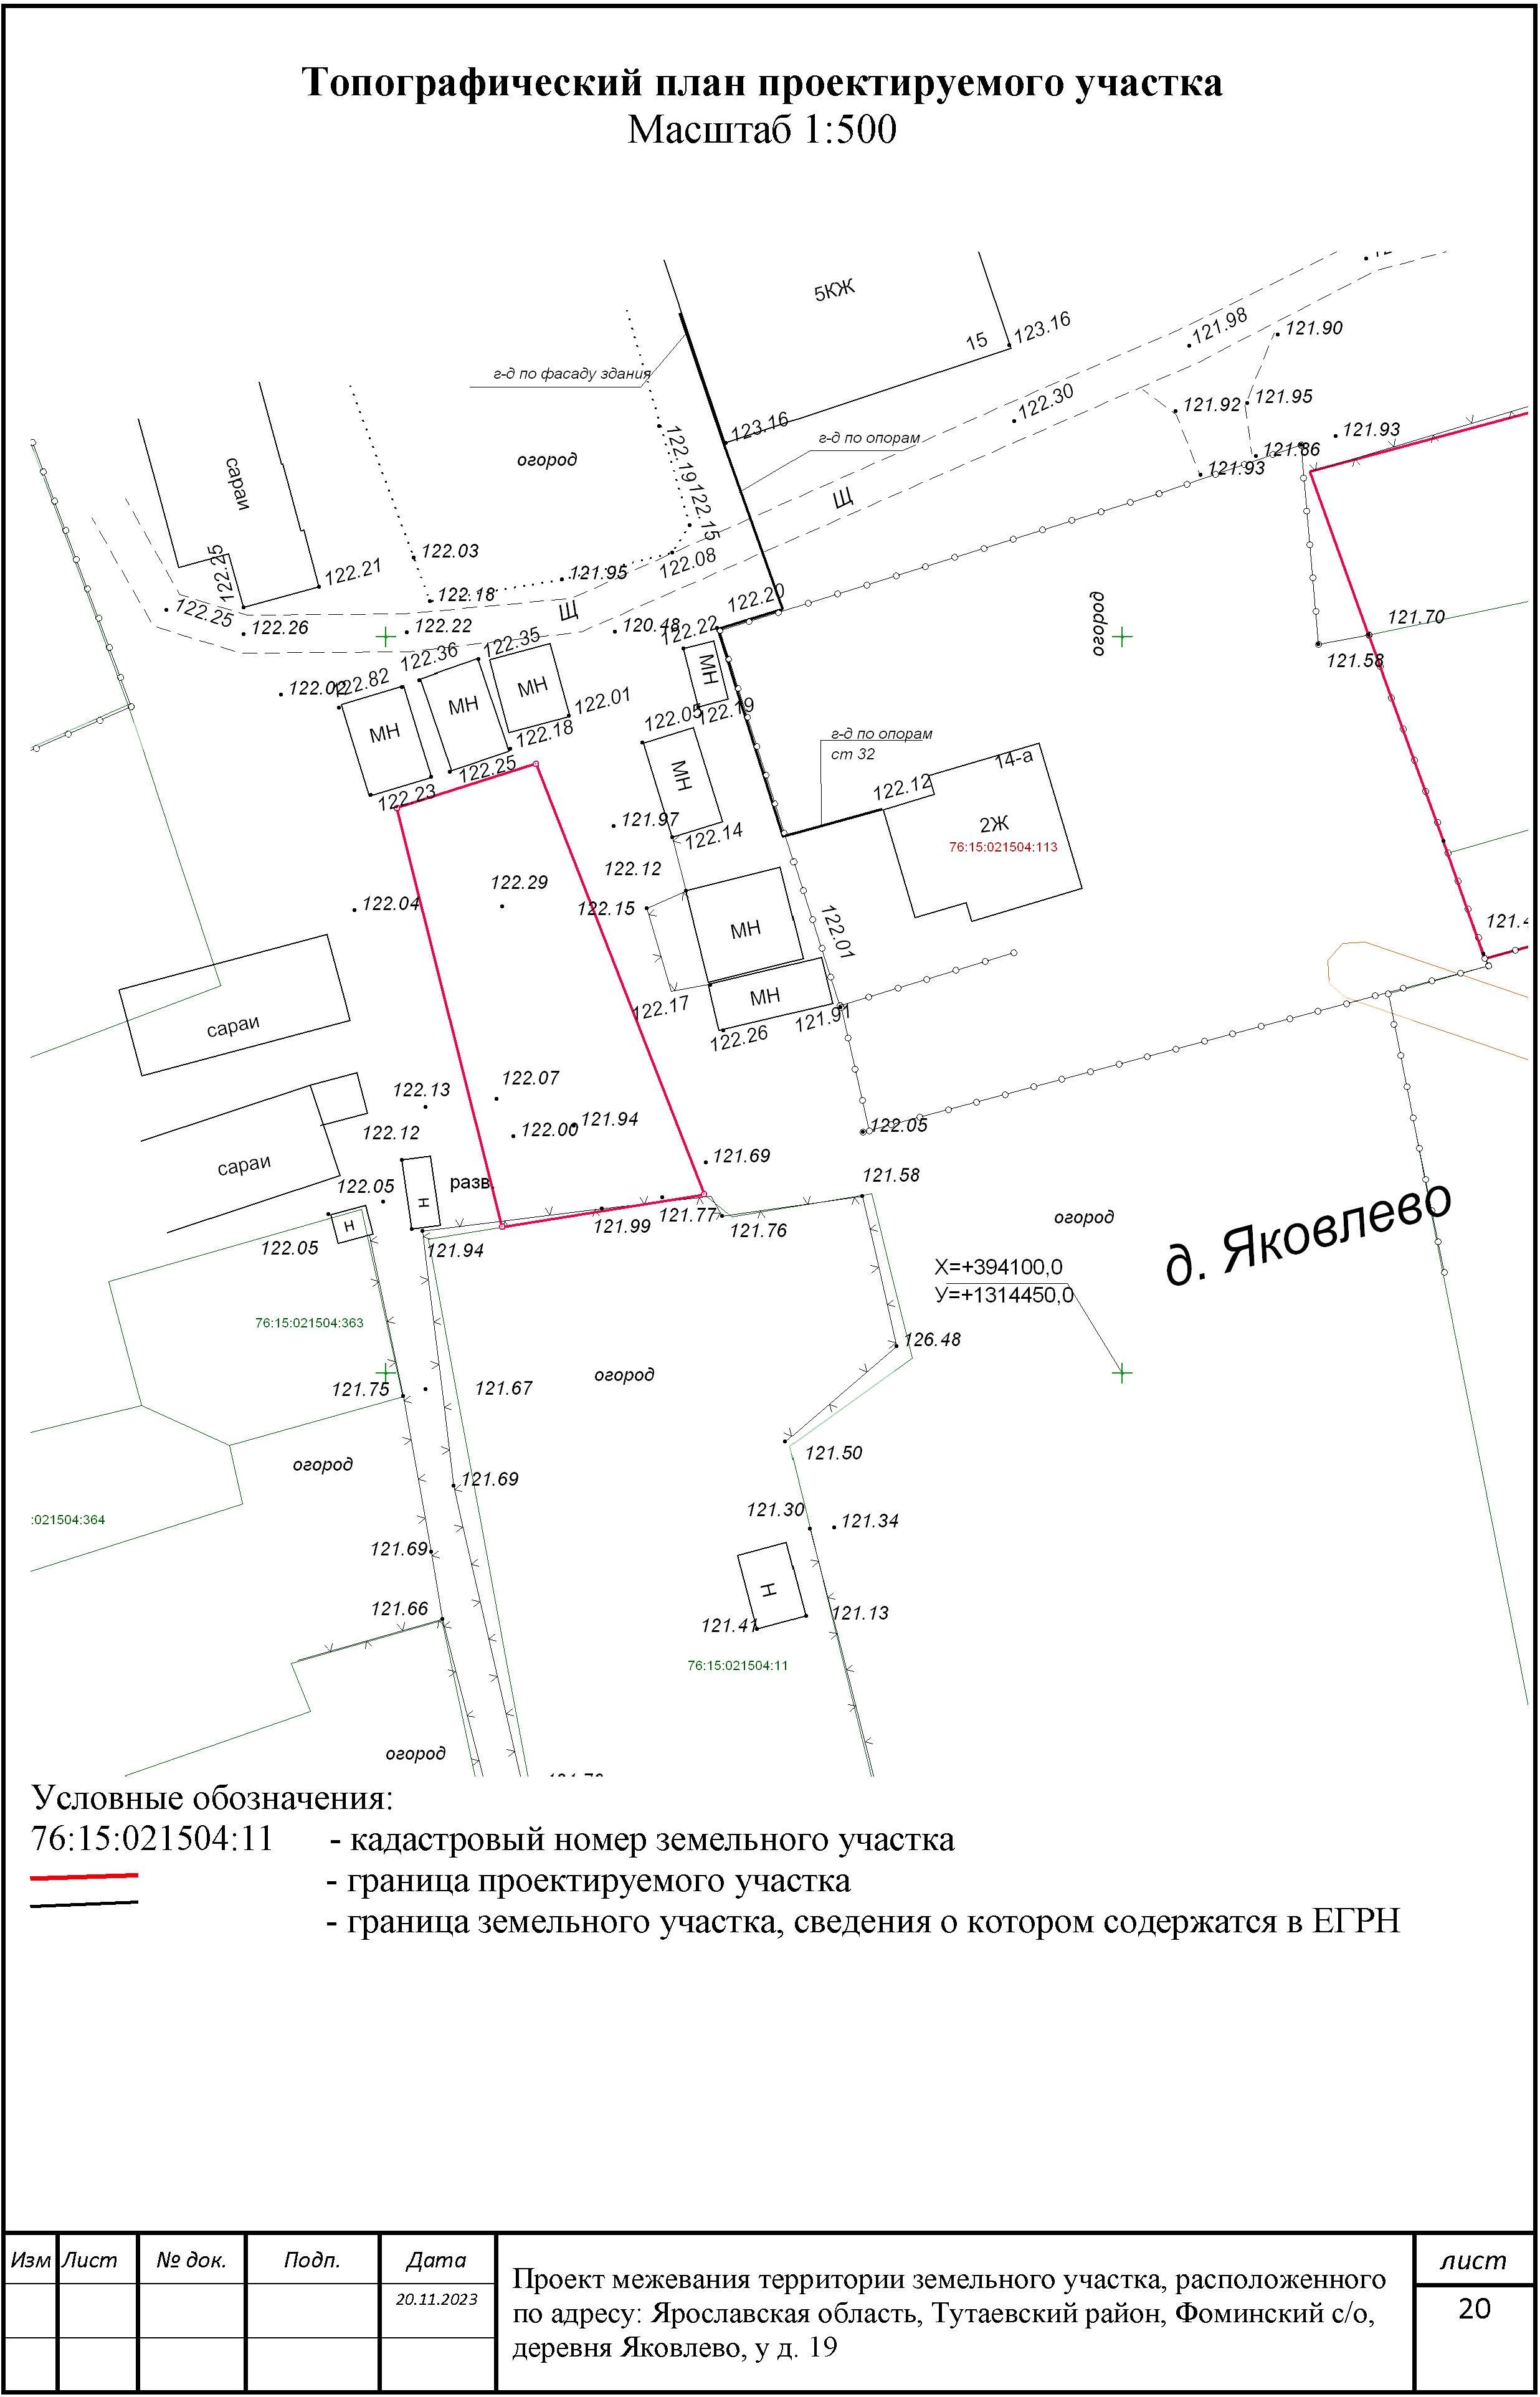 Топографический план проектируемого участка
Масштаб 1:500
5КЖ
15
123.16
121.98
121.90
г-д по фасаду здания
122.30
121.92
121.95
123.16
г-д по опорам
121.93
121.86
121.93
сараи
огород
122.19
122.15
Щ
122.25
122.21
122.03
122.08
121.95
122.18
122.20
Щ
огород
122.25
122.26
122.22
120.48
122.22
121.70
121.58
122.36
122.35
122.02
122.82
МН
МН
МН
МН
122.01
122.05
122.19
122.18
г-д по опорам
ст 32
122.25
МН
14-а
122.12
122.23
121.97
122.14
2Ж
76:15:021504:113
122.12
122.29
122.04
122.15
МН
122.01
121.4
МН
122.17
122.26
121.91
сараи
122.07
122.13
122.00
121.94
122.12
122.05
сараи
121.69
разв.
122.05
н
н
121.58
121.99
121.77
121.76
огород
122.05
121.94
д. Яковлево
Х=+394100,0
У=+1314450,0
76:15:021504:363
126.48
огород
121.75
121.67
121.50
огород
121.69
:021504:364
121.30
121.34
121.69
н
121.66
121.41
121.13
76:15:021504:11
огород
Условные обозначения:
76:15:021504:11 - кадастровый номер земельного участка
- граница проектируемого участка
- граница земельного участка, сведения о котором содержатся в ЕГРН
Изм Лист № док. Подп. Дата
20.11.2023
Проект межевания территории земельного участка, расположенного
по адресу: Ярославская область, Тутаевский район, Фоминский с/о,
деревня Яковлево, у д. 19
лист
20